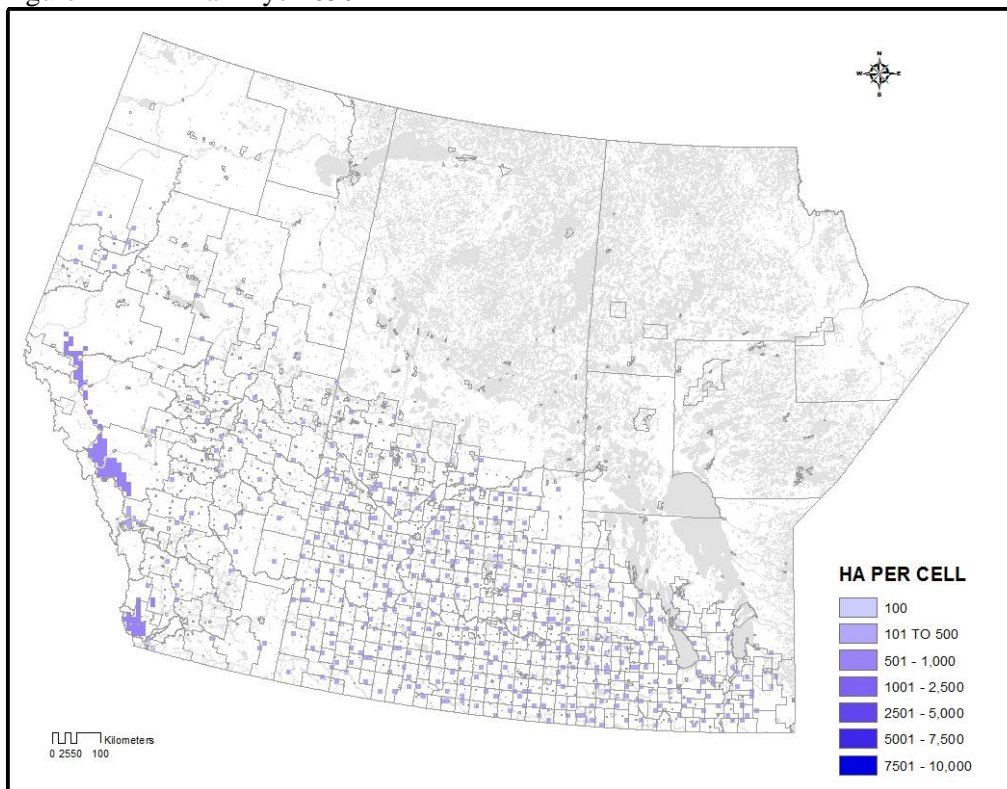 N
W E
S
HA PER CELL
100
101 TO 500
501 - 1,000
1001 - 2,500
2501 - 5,000
5001 - 7,500
7501 - 10,000
Kilometers
0 2550 100